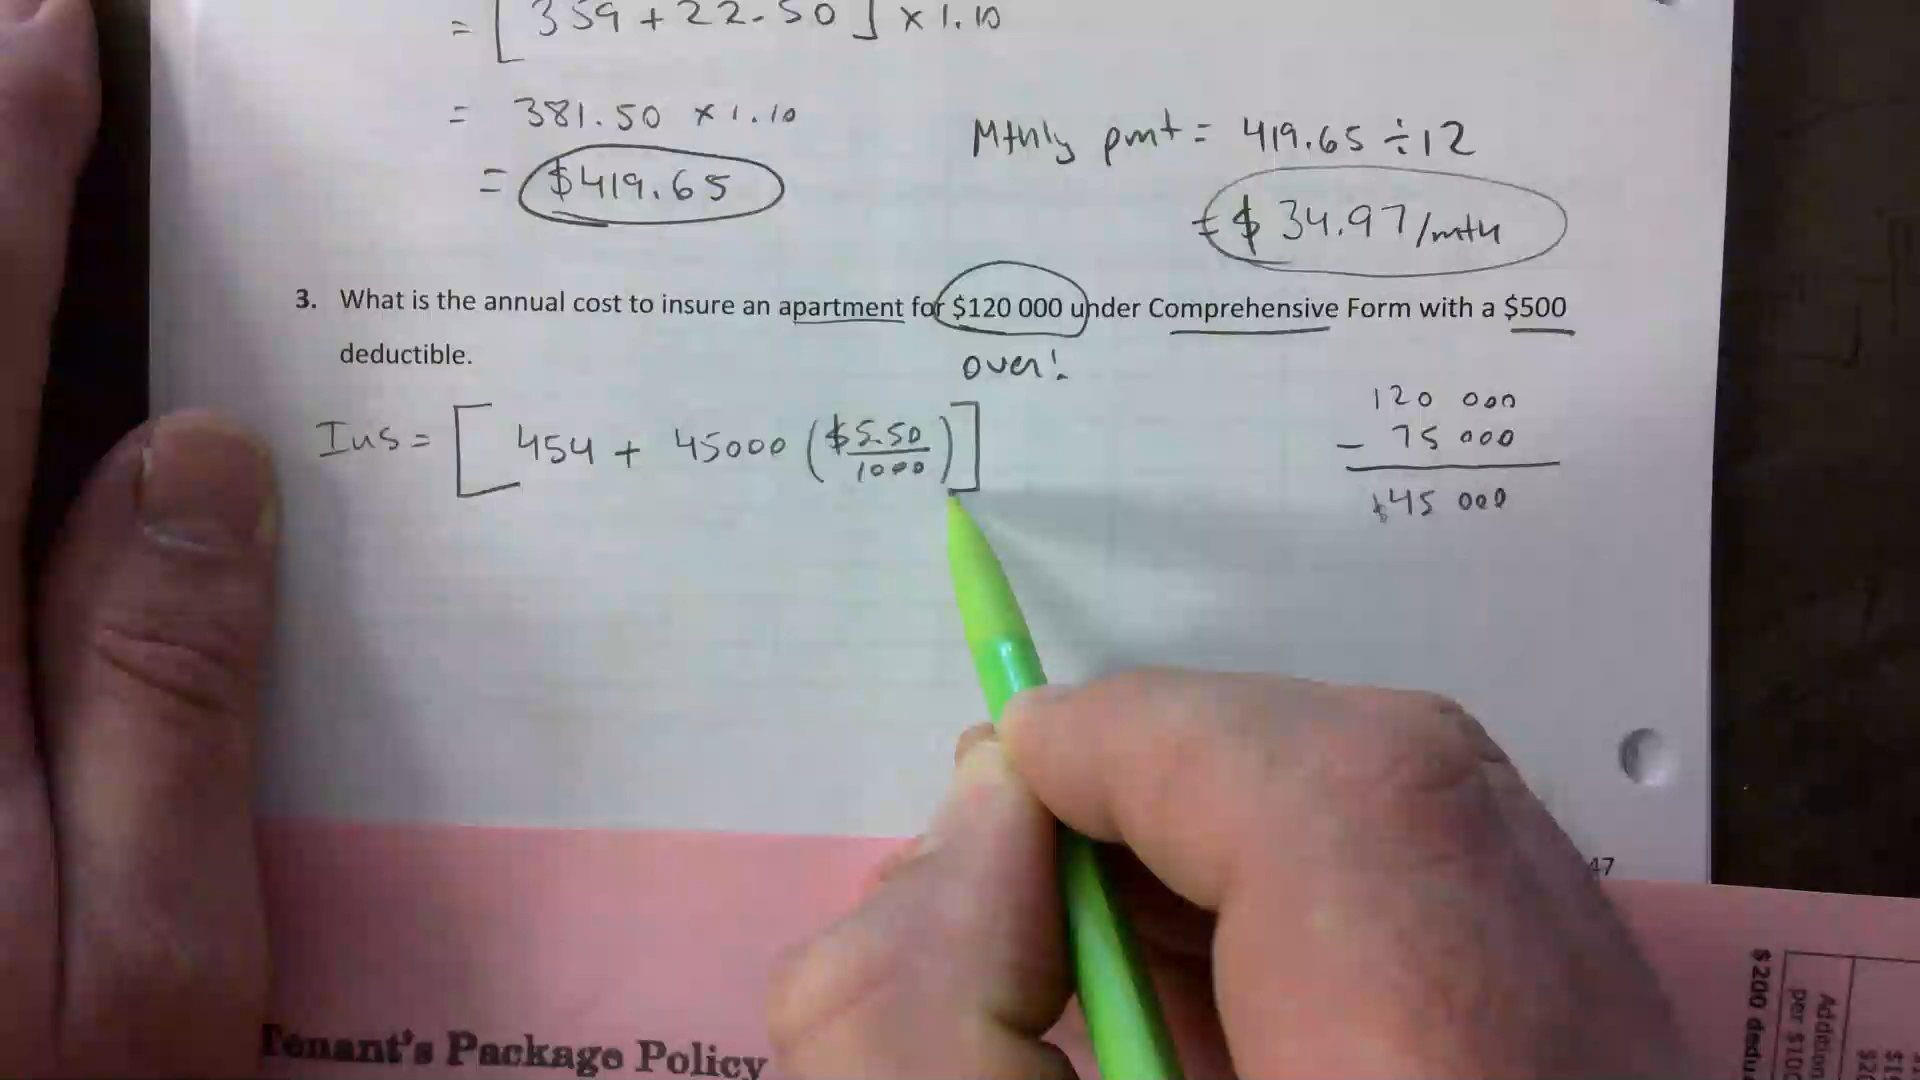 = [ 359 + 22.50 ] x 1.10
= 381.50 x 1.10
= $419.65
Mthly pmt = 419.65 ÷ 12
= $34.97/mth
3. What is the annual cost to insure an apartment for $120 000 under Comprehensive Form with a $500
deductible.
over!
Ins = [ 454 + 45000 ( $5.50 / 1000 ) ]
120 000
- 75 000
$45 000
47
Tenant's Package Policy
$200 dedu
Addition
per $100